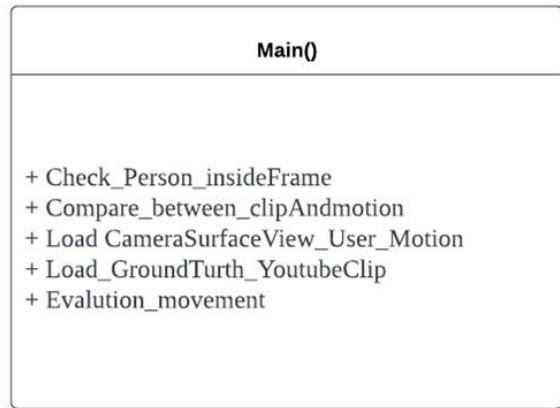 Main()
+ Check_Person_insideFrame
+ Compare_between_clipAndmotion
+ Load CameraSurfaceView_User_Motion
+ Load_GroundTurth_YoutubeClip
+ Evalution_movement